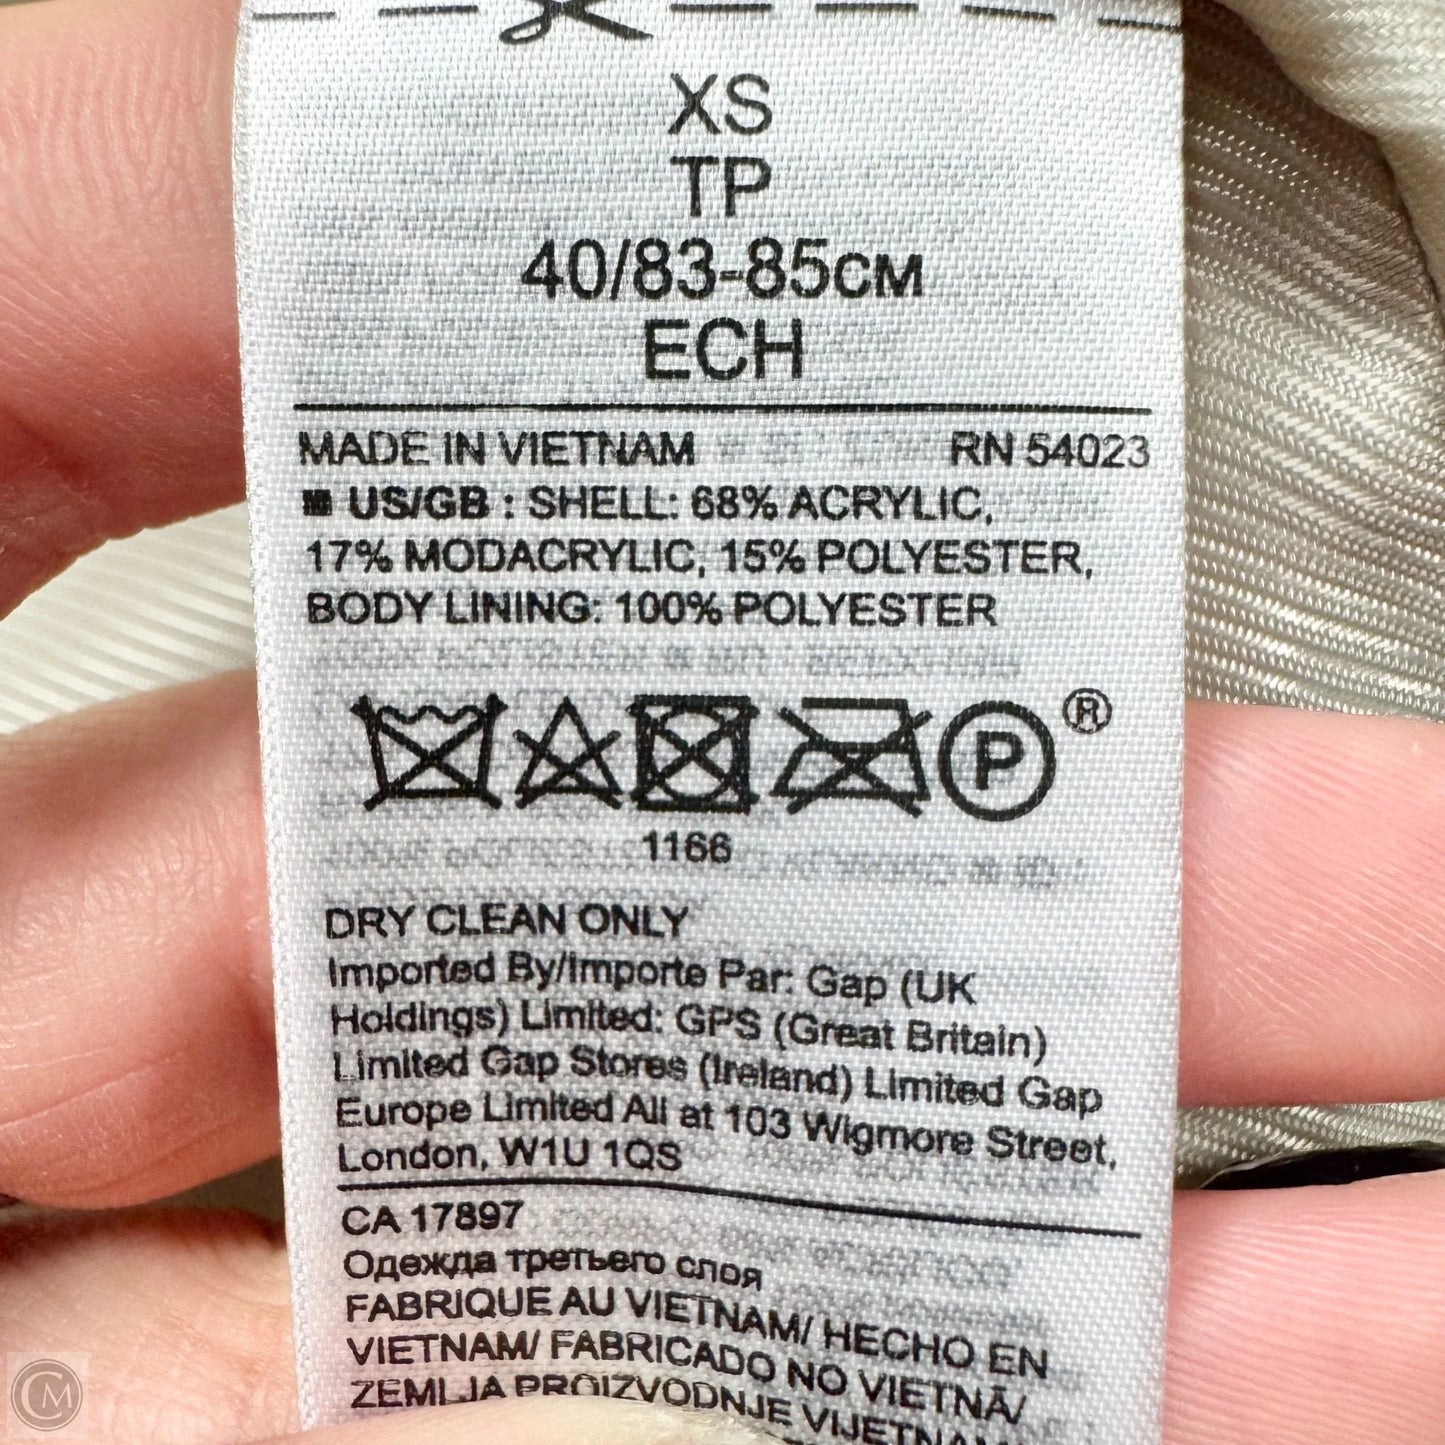 XS
TP
40/83-85см
ECH
MADE IN VIETNAM RN 54023
US/GB : SHELL: 68% ACRYLIC,
17% MODACRYLIC, 15% POLYESTER,
BODY LINING: 100% POLYESTER
P ®
1166
DRY CLEAN ONLY
Imported By/Importe Par: Gap (UK
Holdings) Limited: GPS (Great Britain)
Limited Gap Stores (Ireland) Limited Gap
Europe Limited All at 103 Wigmore Street,
London, W1U 1QS
CA 17897
Одежда третьего слоя
FABRIQUE AU VIETNAM/ HECHO EN
VIETNAM/ FABRICADO NO VIETNÃ/
ZEMLJA PROIZVODNJE VIJETNAM
CM